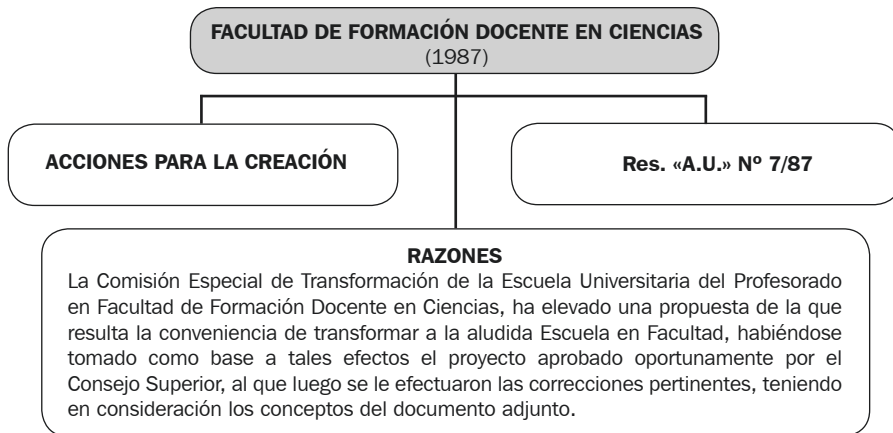 FACULTAD DE FORMACIÓN DOCENTE EN CIENCIAS
(1987)
ACCIONES PARA LA CREACIÓN
Res. «A.U.» Nº 7/87
RAZONES
La Comisión Especial de Transformación de la Escuela Universitaria del Profesorado
en Facultad de Formación Docente en Ciencias, ha elevado una propuesta de la que
resulta la conveniencia de transformar a la aludida Escuela en Facultad, habiéndose
tomado como base a tales efectos el proyecto aprobado oportunamente por el
Consejo Superior, al que luego se le efectuaron las correcciones pertinentes, teniendo
en consideración los conceptos del documento adjunto.